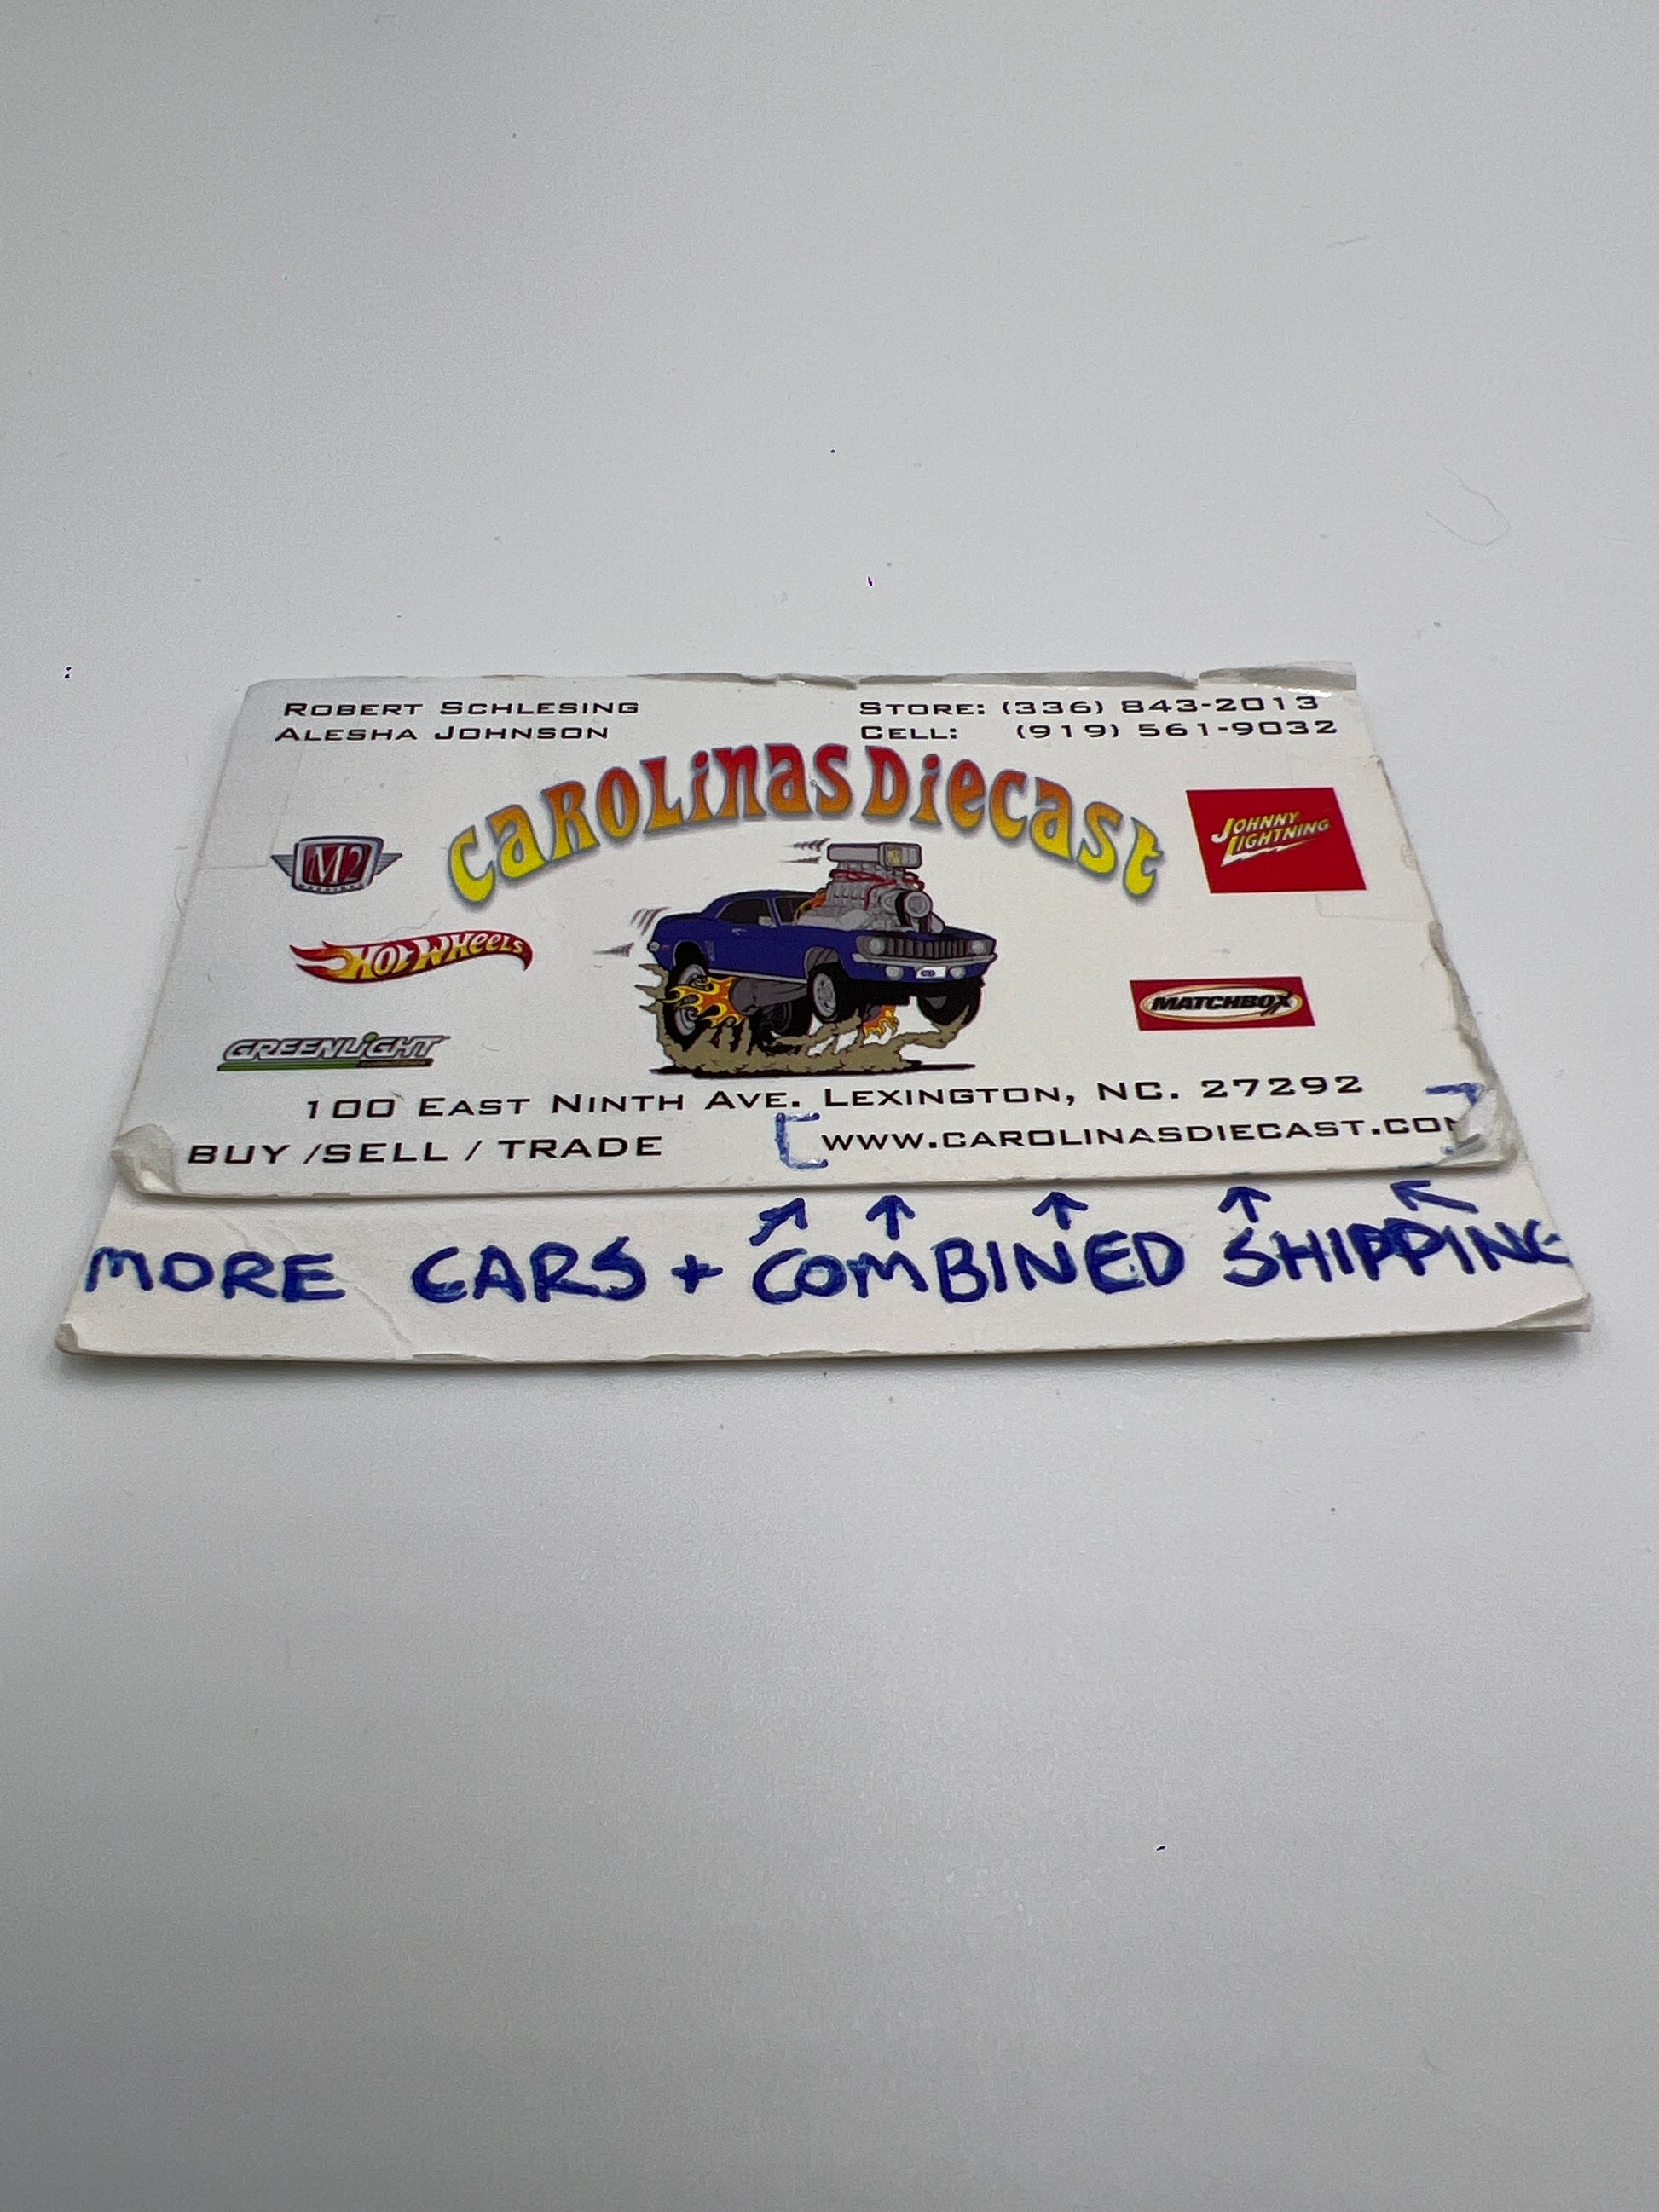 ROBERT SCHLESING
ALESHA JOHNSON
STORE: (336) 843-2013
CELL: (919) 561-9032
CAROLINAS DIECAST
M2
JOHNNY
LIGHTNING
HOT WHEELS
MATCHBOX
GREENLIGHT
CD
100 EAST NINTH AVE. LEXINGTON, NC. 27292
BUY /SELL / TRADE
[WWW.CAROLINASDIECAST.COM]
MORE CARS + COMBINED SHIPPING